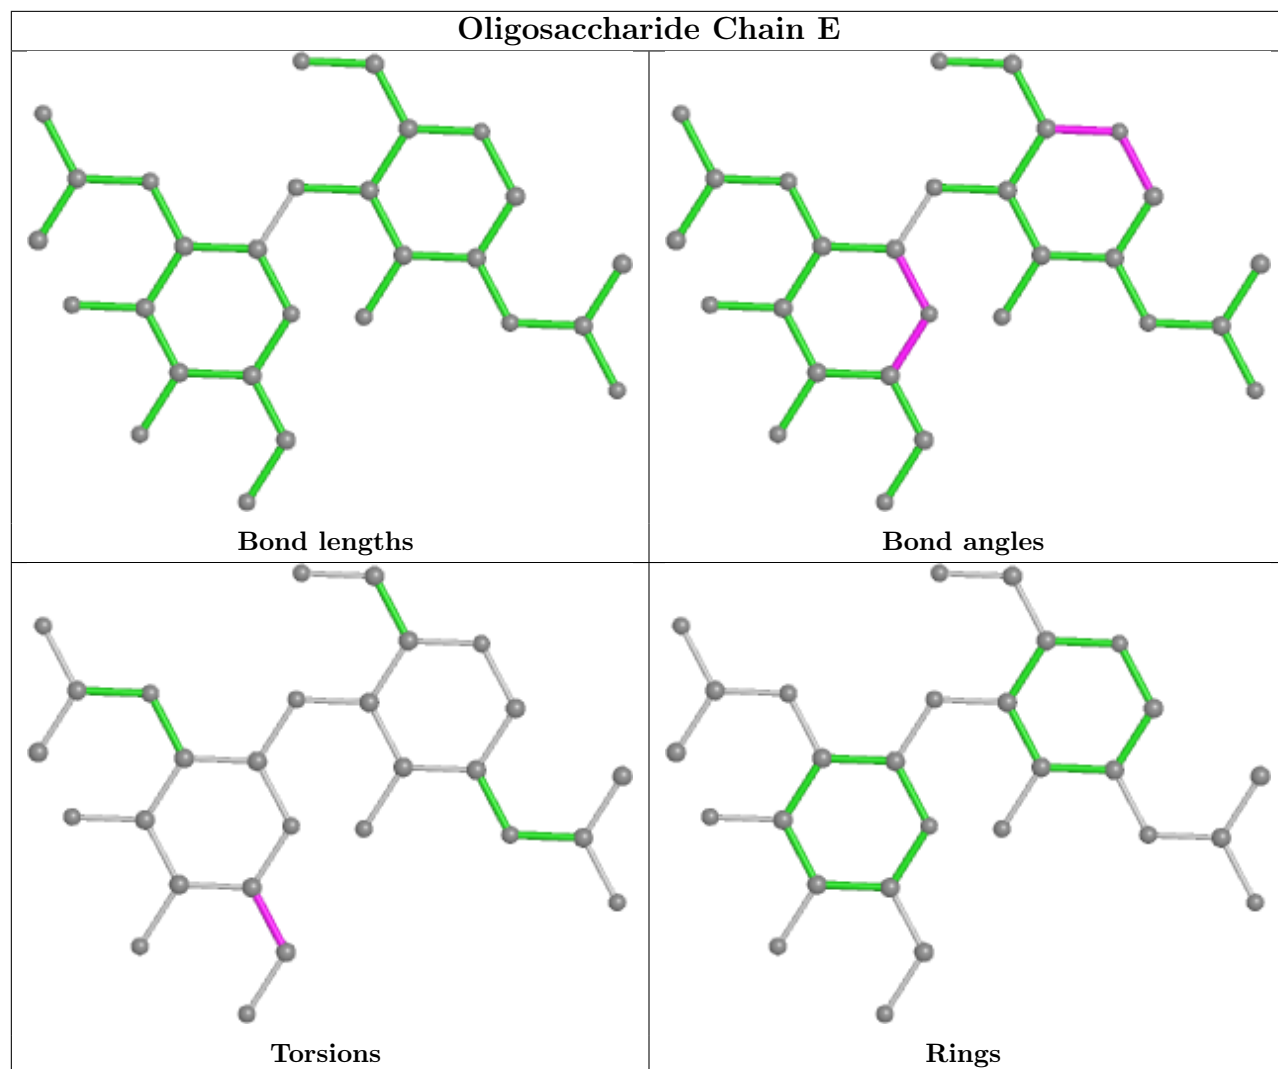 Oligosaccharide Chain E
Bond lengths
Bond angles
Torsions
Rings